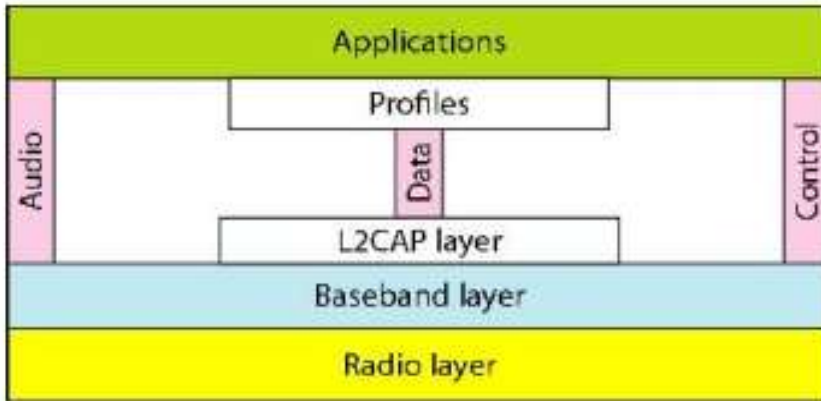 Applications
Profiles
Audio
Data
Control
L2CAP layer
Baseband layer
Radio layer